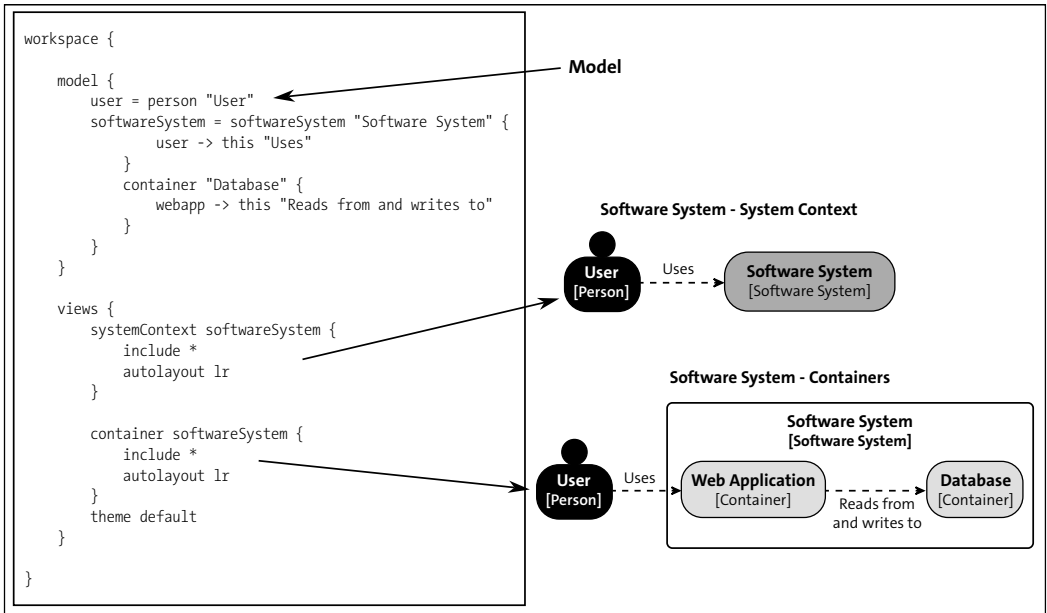 workspace {
model {
user = person "User"
softwareSystem = softwareSystem "Software System" {
user -> this "Uses"
}
container "Database" {
webapp -> this "Reads from and writes to"
}
}
}
views {
systemContext softwareSystem {
include *
autolayout lr
}
container softwareSystem {
include *
autolayout lr
}
theme default
}
}
Model
Software System - System Context
User
[Person]
Uses
Software System
[Software System]
Software System - Containers
Software System
[Software System]
User
[Person]
Uses
Web Application
[Container]
Reads from
and writes to
Database
[Container]